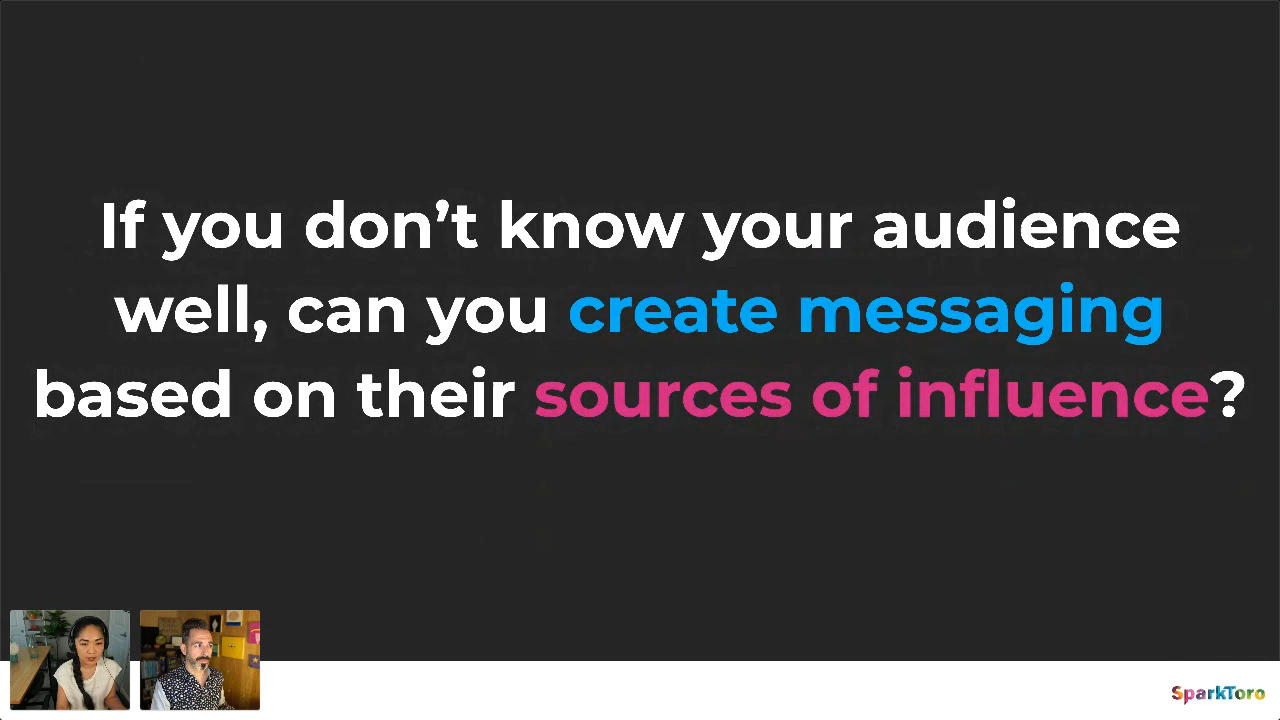 If you don’t know your audience
well, can you create messaging
based on their sources of influence?
SparkToro